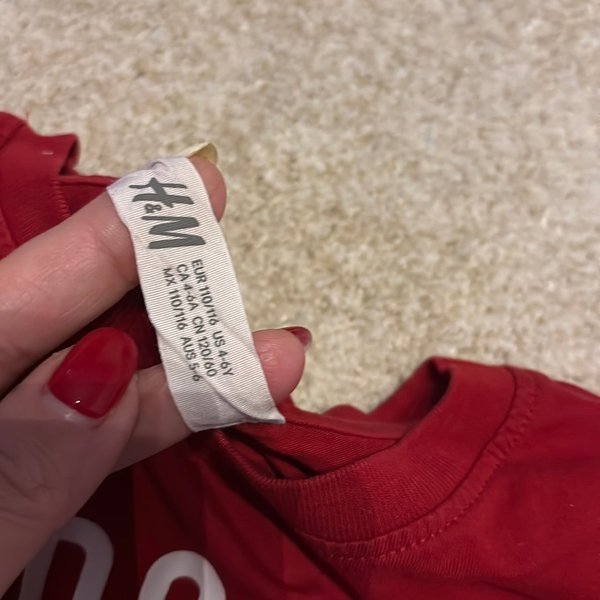 H&M
EUR 110/116 US 4-6Y
CA 4-6A CN 120/60
MX 110/116 AUS 5-6